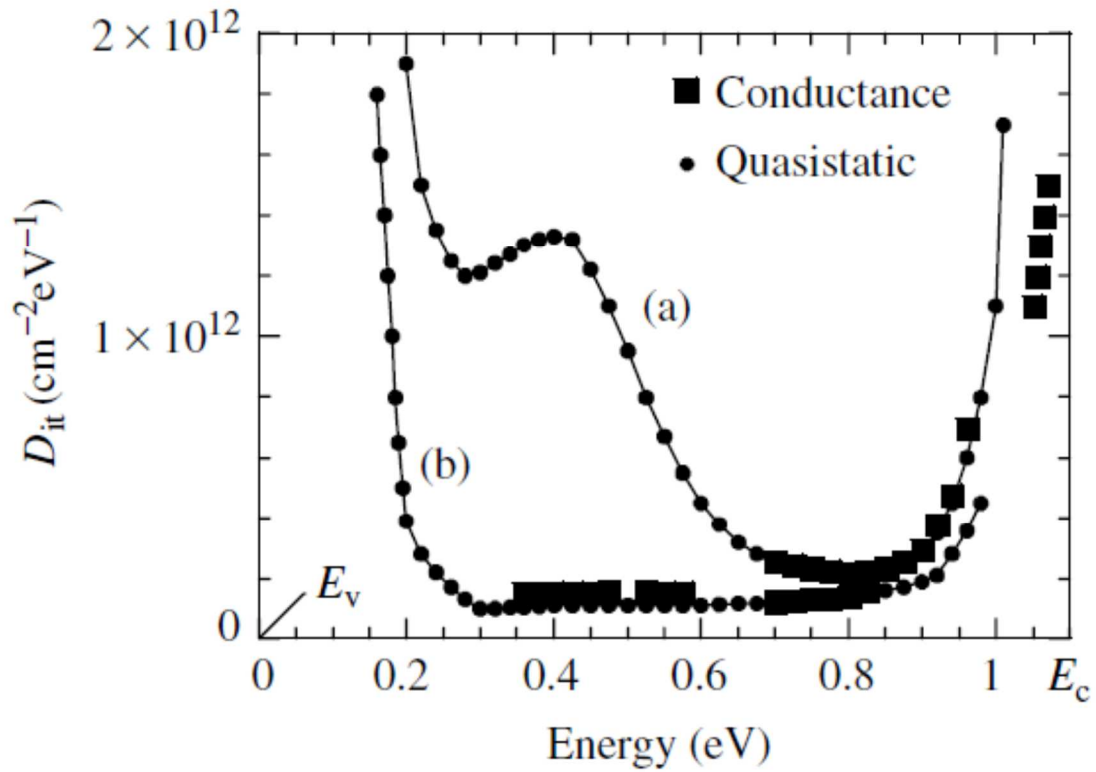 2 × 10¹²
Conductance
Quasistatic
D_it (cm⁻²eV⁻¹)
(a)
1 × 10¹²
(b)
E_v
0
0 0.2 0.4 0.6 0.8 1 E_c
Energy (eV)